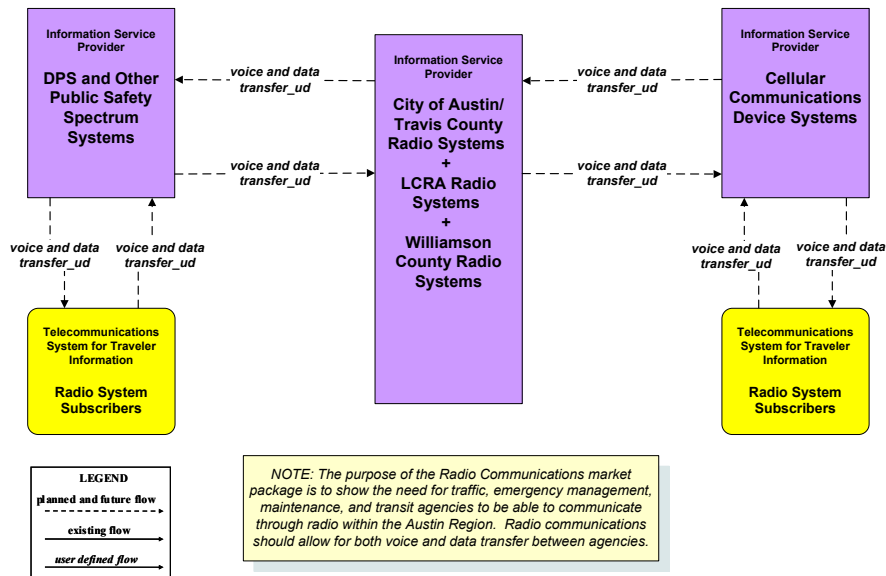 Information Service
Provider
DPS and Other
Public Safety
Spectrum
Systems
voice and data
transfer_ud
voice and data
transfer_ud
Information Service
Provider
City of Austin/
Travis County
Radio Systems
+
LCRA Radio
Systems
+
Williamson
County Radio
Systems
voice and data
transfer_ud
voice and data
transfer_ud
Information Service
Provider
Cellular
Communications
Device Systems
voice and data
transfer_ud
voice and data
transfer_ud
voice and data
transfer_ud
voice and data
transfer_ud
Telecommunications
System for Traveler
Information
Radio System
Subscribers
Telecommunications
System for Traveler
Information
Radio System
Subscribers
LEGEND
planned and future flow
existing flow
user defined flow
NOTE: The purpose of the Radio Communications market
package is to show the need for traffic, emergency management,
maintenance, and transit agencies to be able to communicate
through radio within the Austin Region. Radio communications
should allow for both voice and data transfer between agencies.